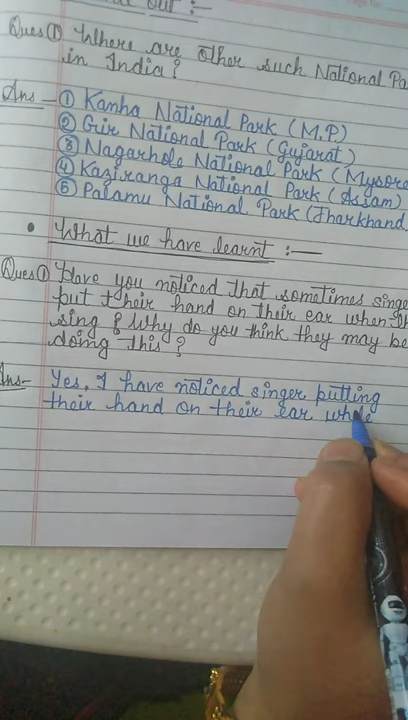 out :-
Ques① Where are other such National Pa
in India?
Ans - ① Kanha National Park (M.P)
② Gir National Park (Gujarat)
③ Nagarhole National Park (Mysore
④ Kaziranga National Park (Assam)
⑤ Palamu National Park (Jharkhand
• What we have learnt :-
Ques① Have you noticed that sometimes singe
put their hand on their ear when th
sing & Why do you think they may be
doing this?
Ans- Yes, I have noticed singer putting
their hand on their ear while